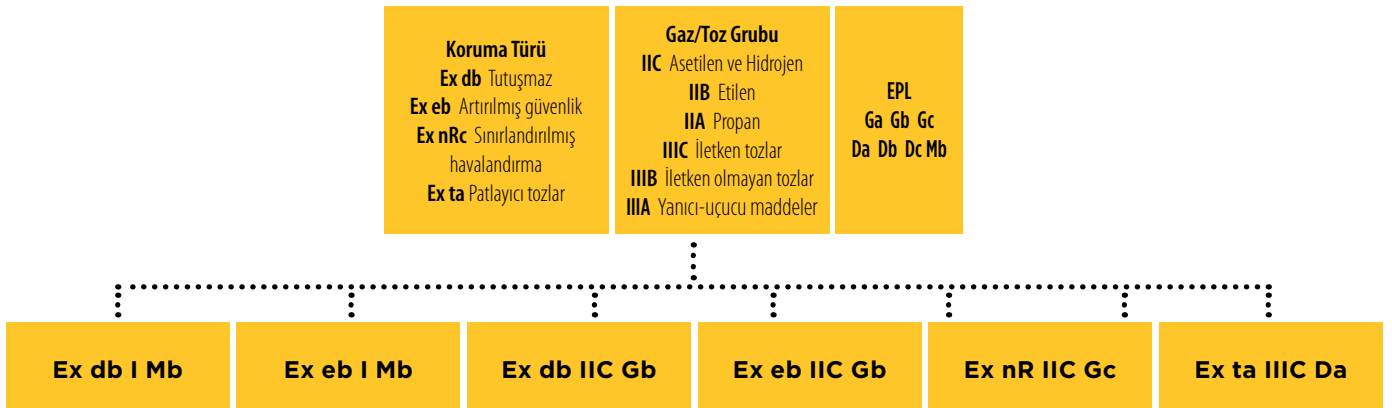 Koruma Türü
Ex db Tutuşmaz
Ex eb Artırılmış güvenlik
Ex nRc Sınırlandırılmış
havalandırma
Ex ta Patlayıcı tozlar
Gaz/Toz Grubu
IIC Asetilen ve Hidrojen
IIB Etilen
IIA Propan
IIIC İletken tozlar
IIIB İletken olmayan tozlar
IIIA Yanıcı-uçucu maddeler
EPL
Ga Gb Gc
Da Db Dc Mb
Ex db I Mb
Ex eb I Mb
Ex db IIC Gb
Ex eb IIC Gb
Ex nR IIC Gc
Ex ta IIIC Da